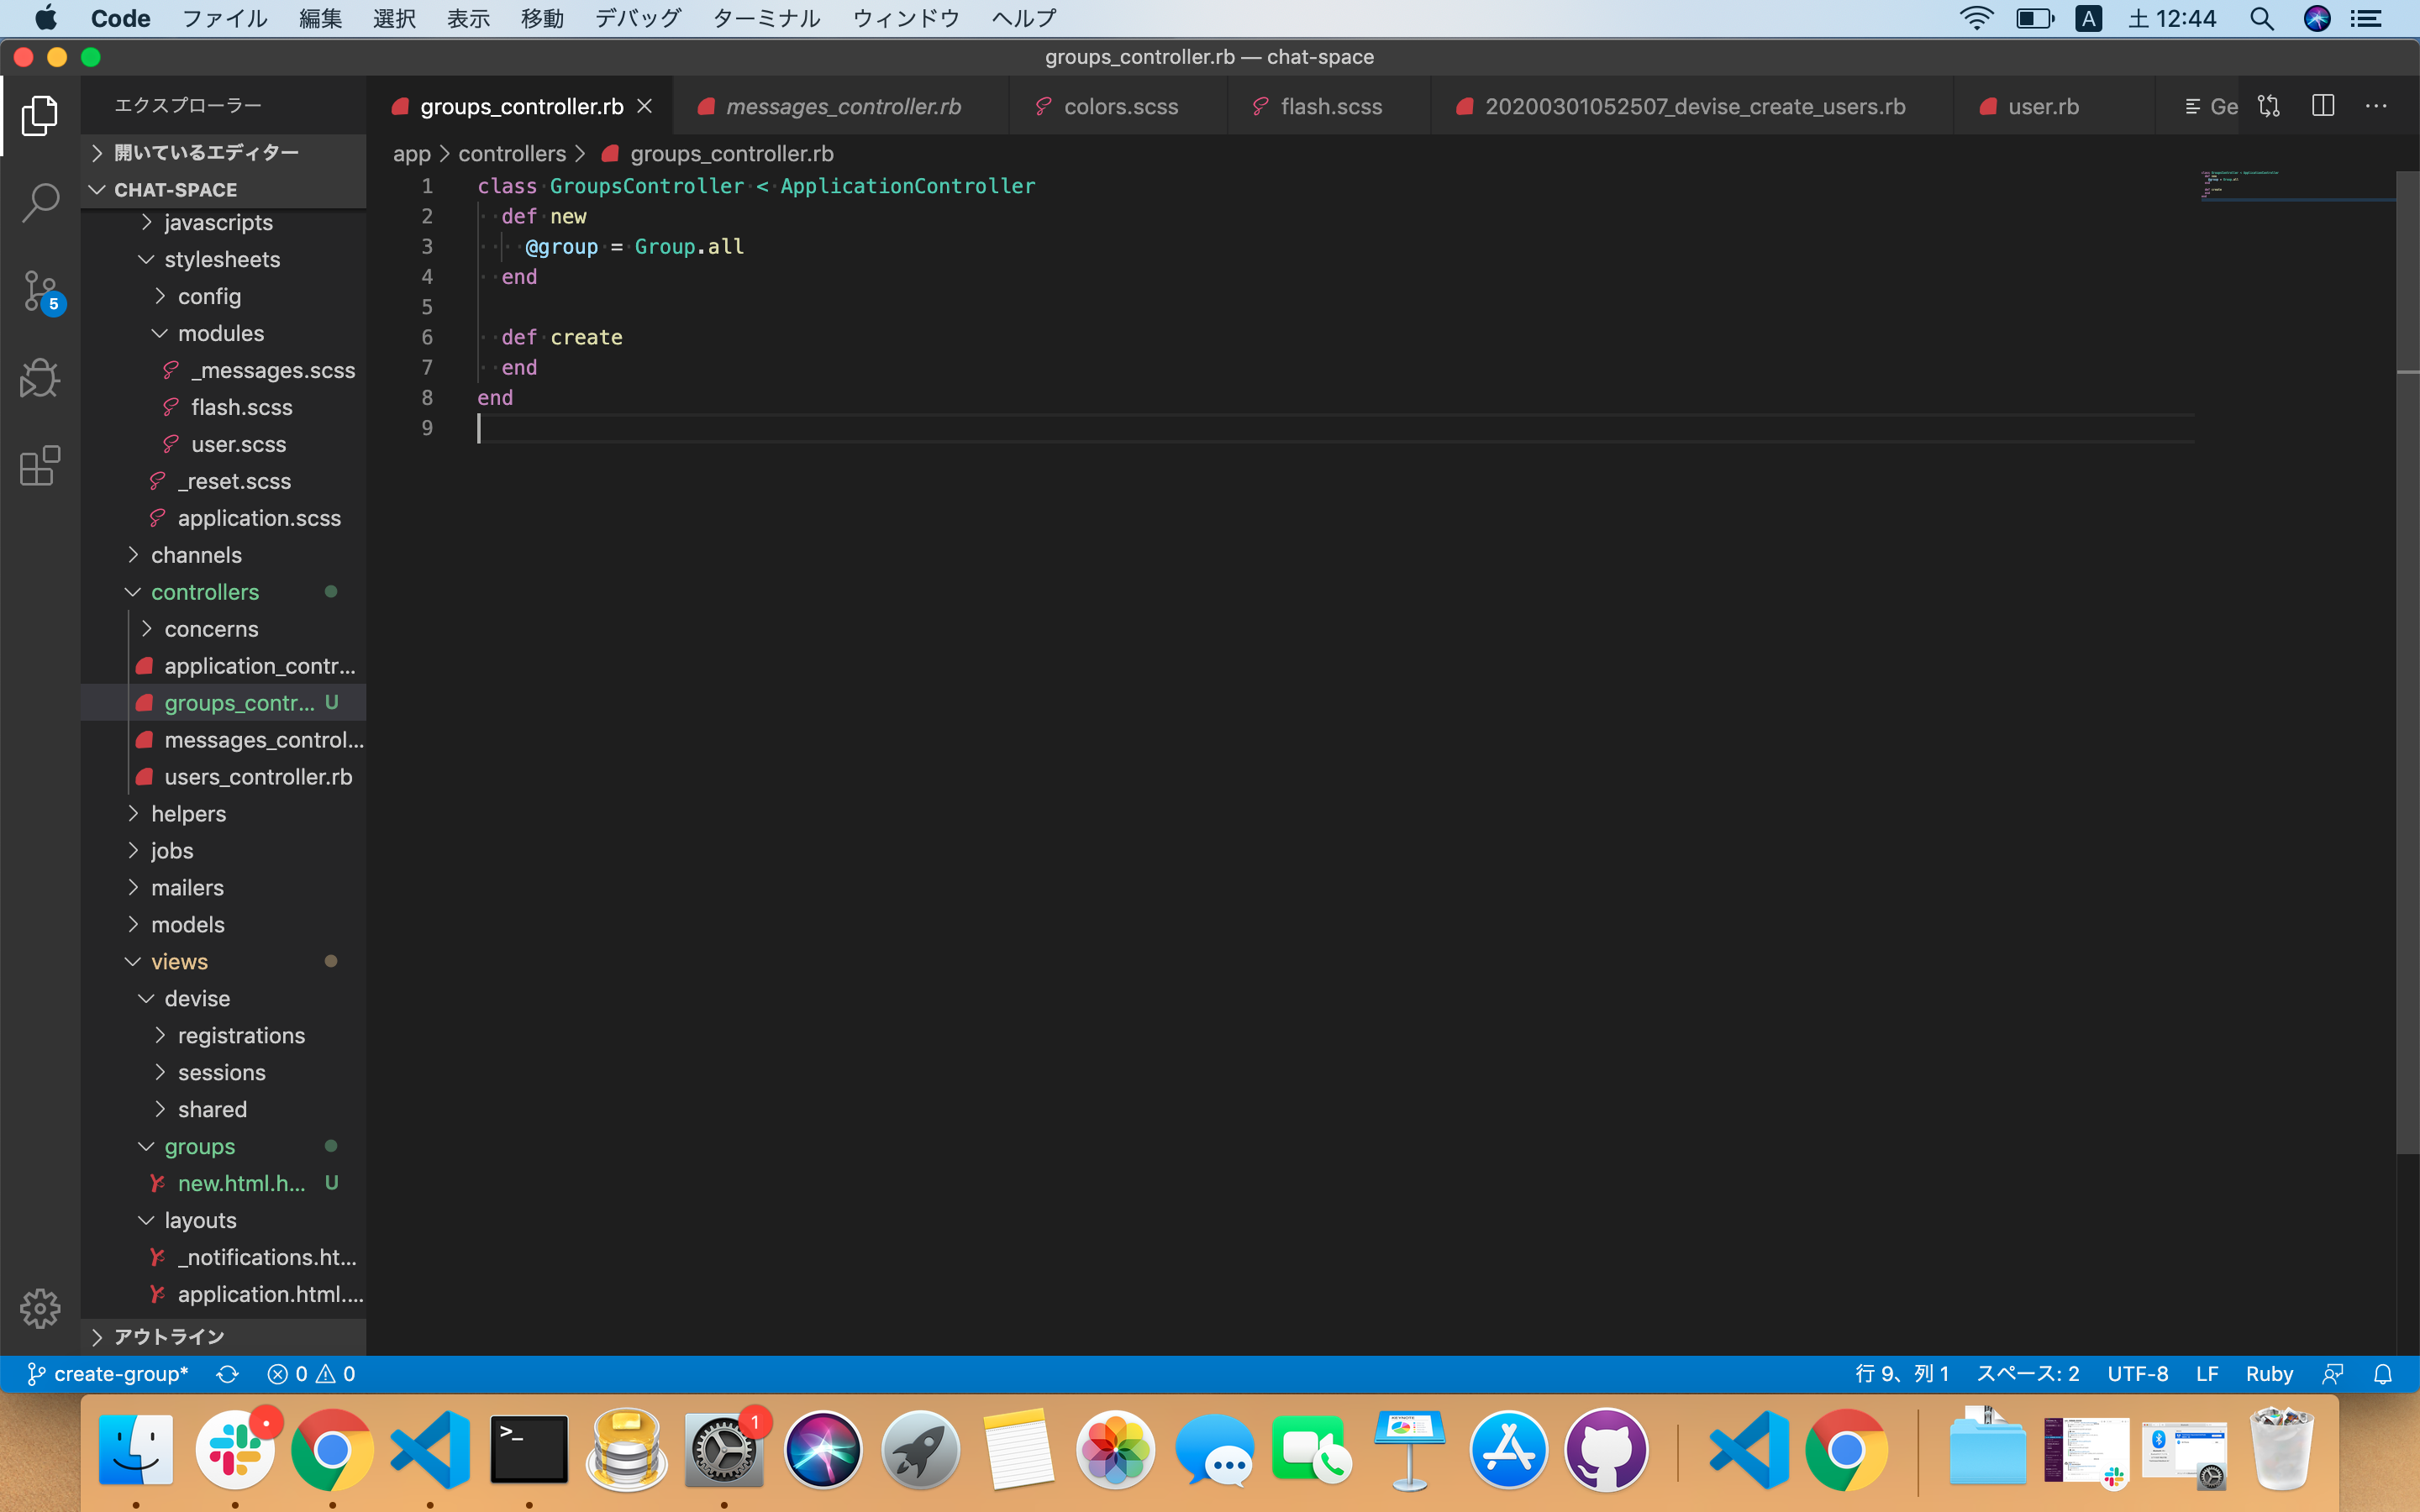 Code ファイル 編集 選択 表示 移動 デバッグ ターミナル ウィンドウ ヘルプ A 土 12:44
groups_controller.rb — chat-space
エクスプローラー
開いているエディター
CHAT-SPACE
javascripts
stylesheets
config
modules
_messages.scss
flash.scss
user.scss
_reset.scss
application.scss
channels
controllers
concerns
application_contr...
groups_contr... U
messages_control...
users_controller.rb
helpers
jobs
mailers
models
views
devise
registrations
sessions
shared
groups
new.html.h... U
layouts
_notifications.ht...
application.html....
アウトライン
5
groups_controller.rb messages_controller.rb colors.scss flash.scss 20200301052507_devise_create_users.rb user.rb Ge
app > controllers > groups_controller.rb
1 class GroupsController < ApplicationController
2 def new
3 @group = Group.all
4 end
5
6 def create
7 end
8 end
9
create-group* 0 0 行 9、列 1 スペース: 2 UTF-8 LF Ruby
>_
1
KEYNOTE